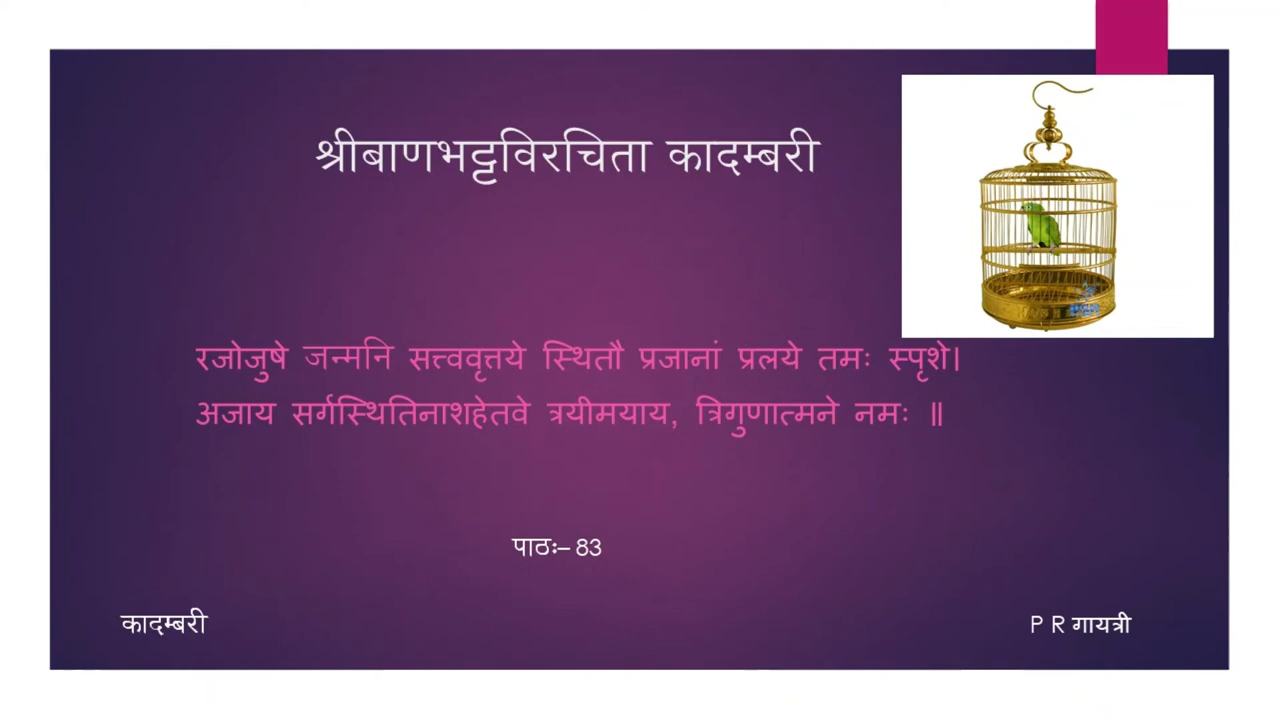 श्रीबाणभट्टविरचिता कादम्बरी
रजोजुषे जन्मनि सत्त्ववृत्तये स्थितौ प्रजानां प्रलये तमः स्पृशे।
अजाय सर्गस्थितिनाशहेतवे त्रयीमयाय, त्रिगुणात्मने नमः ॥
पाठः– 83
कादम्बरी
P R गायत्री